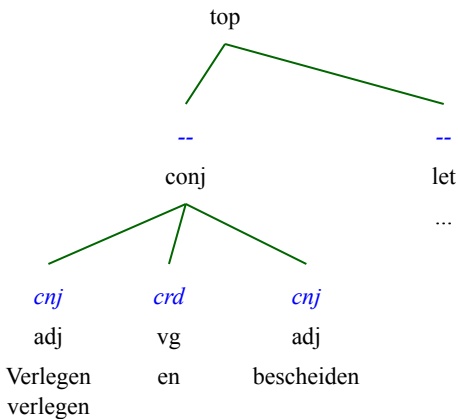 top
-- --
conj let
...
cnj crd cnj
adj vg adj
Verlegen en bescheiden
verlegen